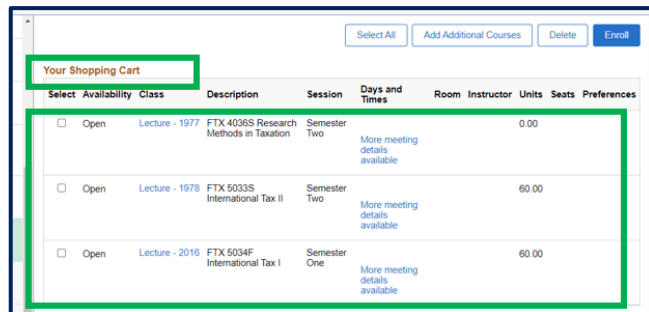 Select All Add Additional Courses Delete Enroll
Your Shopping Cart
Select Availability Class Description Session Days and Times Room Instructor Units Seats Preferences
Open Lecture - 1977 FTX 4036S Research Methods in Taxation Semester Two More meeting details available 0.00
Open Lecture - 1978 FTX 5033S International Tax II Semester Two More meeting details available 60.00
Open Lecture - 2016 FTX 5034F International Tax I Semester One More meeting details available 60.00